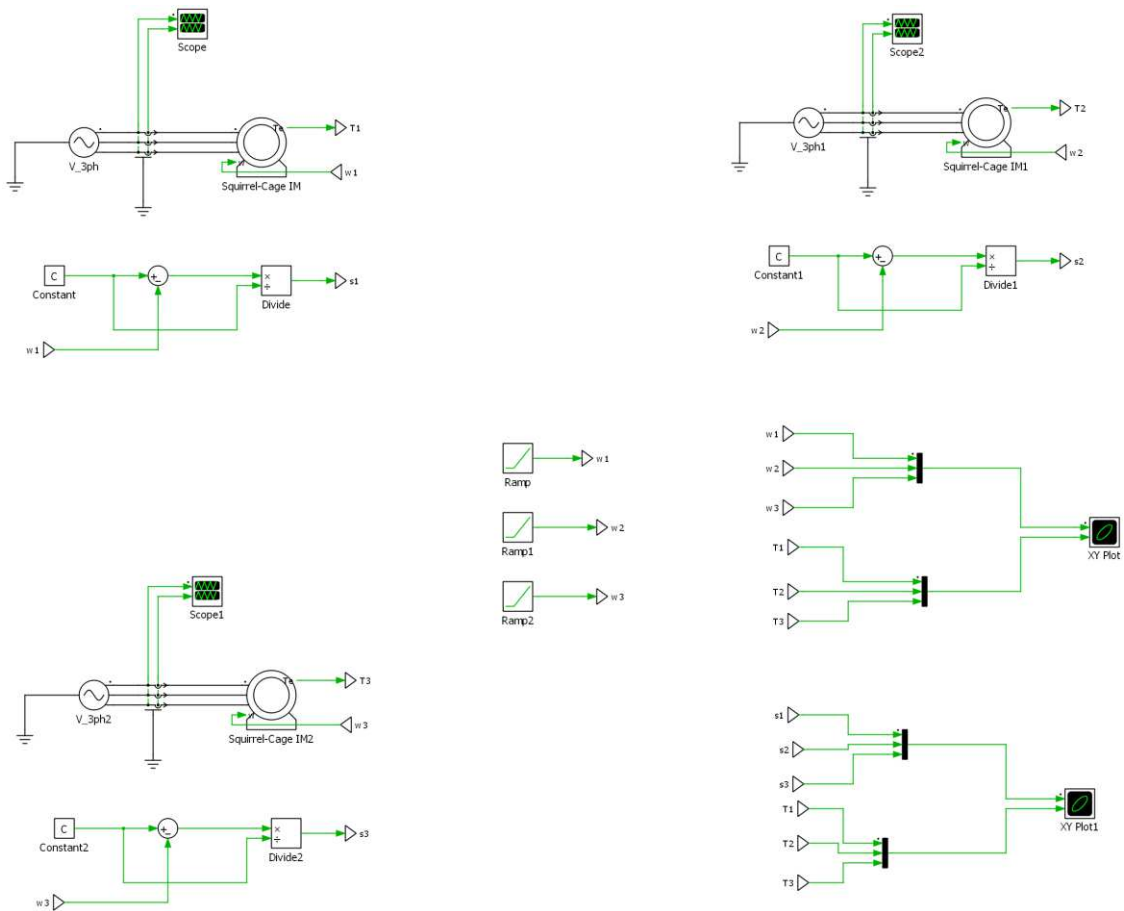 Scope
Te
T1
V_3ph
w1
Squirrel-Cage IM
Scope2
Te
T2
V_3ph1
w2
Squirrel-Cage IM1
C
+
−
×
÷
s1
Constant
Divide
w1
C
+
−
×
÷
s2
Constant1
Divide1
w2
Ramp
w1
Ramp1
w2
Ramp2
w3
w1
w2
w3
T1
T2
T3
XY Plot
Scope1
Te
T3
V_3ph2
w3
Squirrel-Cage IM2
C
+
−
×
÷
s3
Constant2
Divide2
w3
s1
s2
s3
T1
T2
T3
XY Plot1